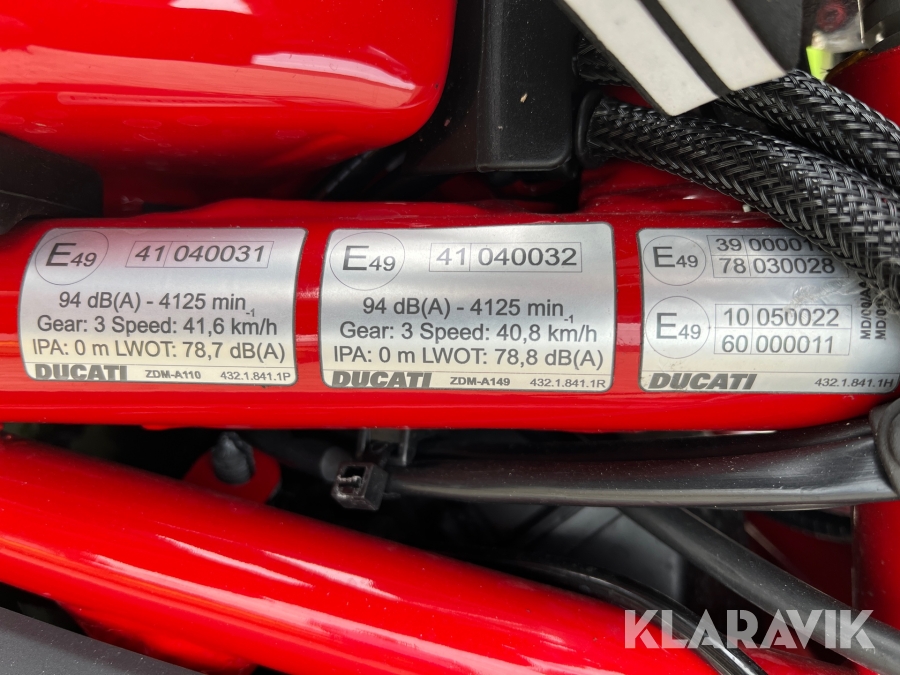 E49 41 040031
94 dB(A) - 4125 min-1
Gear: 3 Speed: 41,6 km/h
IPA: 0 m LWOT: 78,7 dB(A)
DUCATI ZDM-A110 432.1.841.1P
E49 41 040032
94 dB(A) - 4125 min-1
Gear: 3 Speed: 40,8 km/h
IPA: 0 m LWOT: 78,8 dB(A)
DUCATI ZDM-A149 432.1.841.1R
E49 39
78 030028
E49 10 050022
60 000011
DUCATI 432.1.841.1H
KLARAVIK